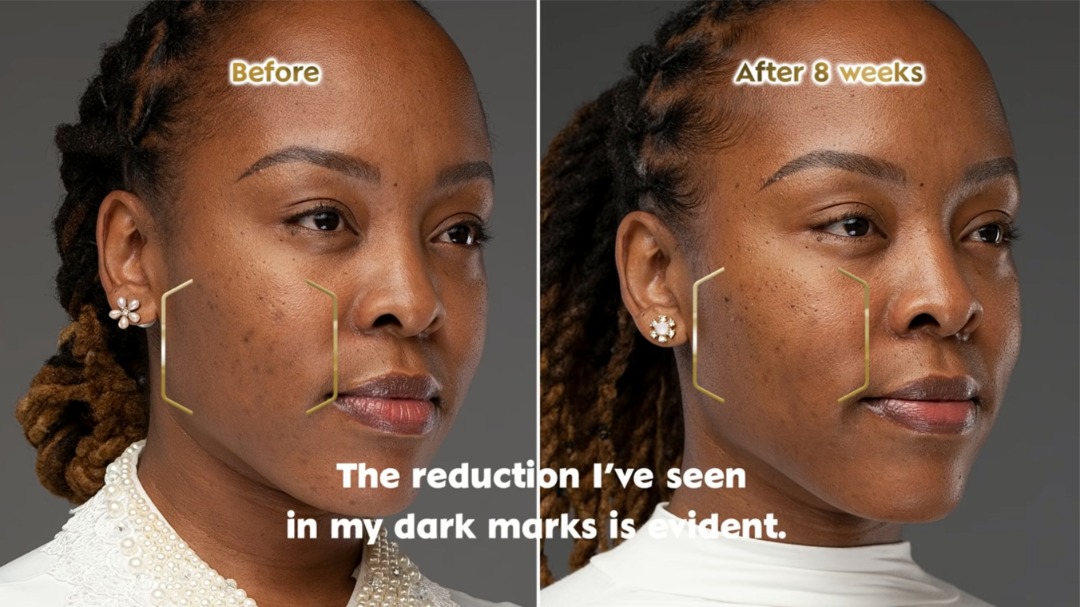 Before
After 8 weeks
The reduction I've seen
in my dark marks is evident.